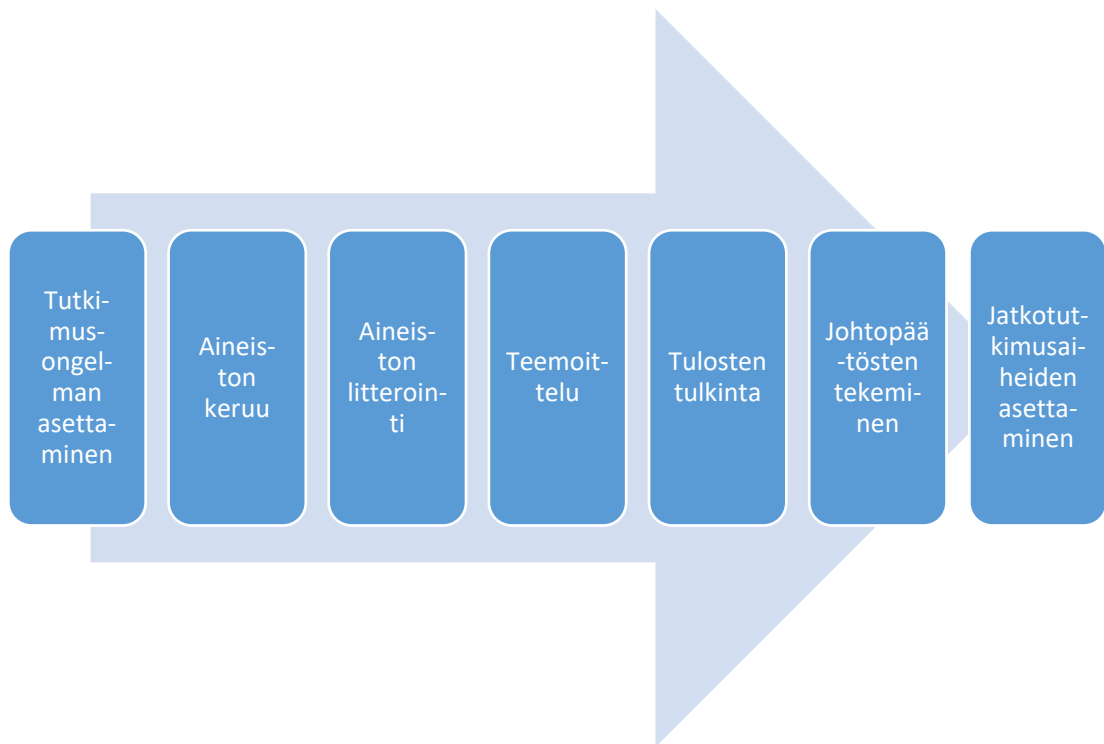 Tutki-
mus-
ongel-
man
asetta-
minen
Aineis-
ton
keruu
Aineis-
ton
litteroin-
ti
Teemoit-
telu
Tulosten
tulkinta
Johtopää
-tösten
tekemi-
nen
Jatkotut-
kimusai-
heiden
asetta-
minen